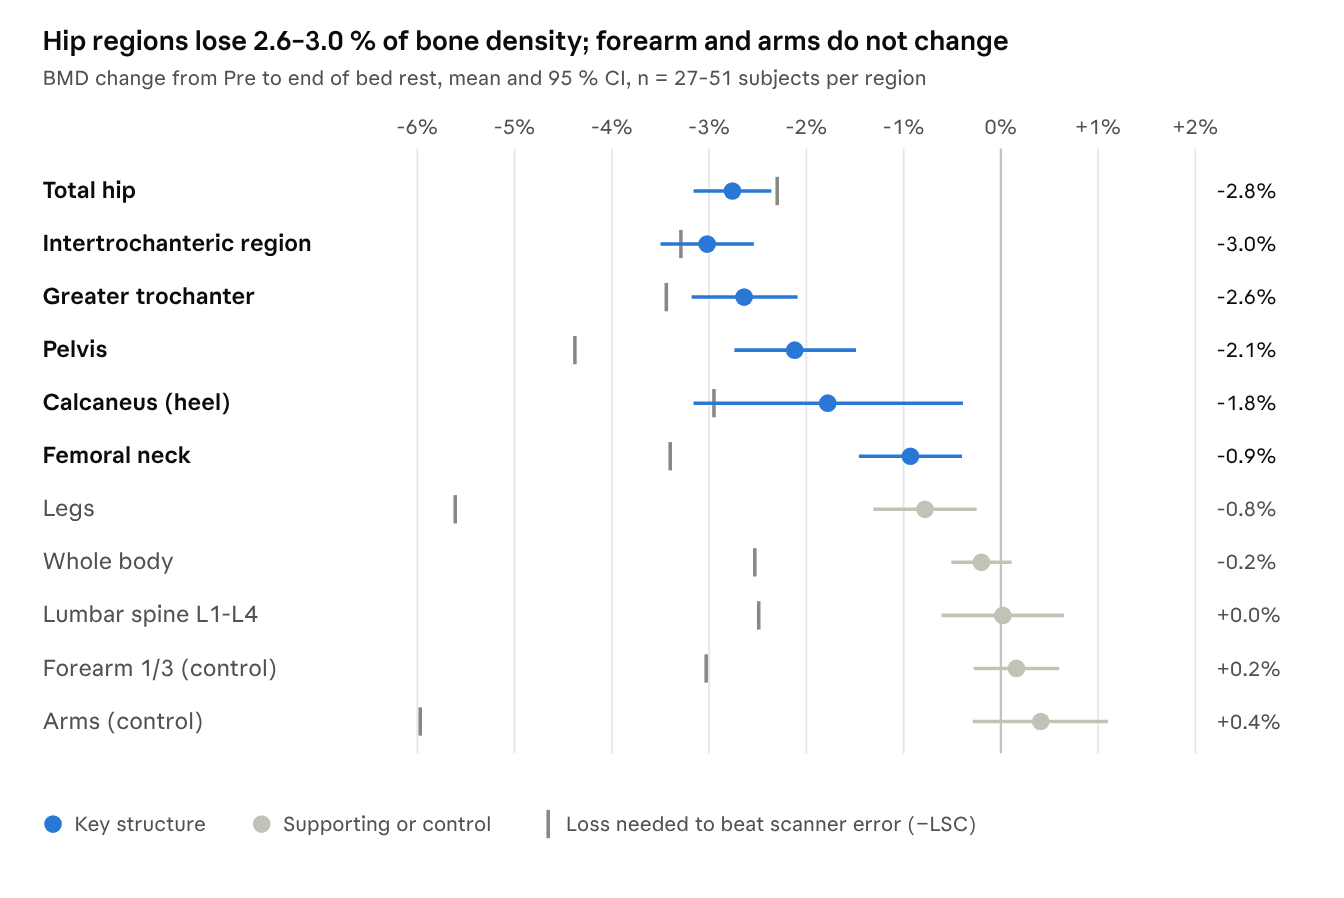 Hip regions lose 2.6–3.0 % of bone density; forearm and arms do not change
BMD change from Pre to end of bed rest, mean and 95 % CI, n = 27-51 subjects per region
-6% -5% -4% -3% -2% -1% 0% +1% +2%
Total hip -2.8%
Intertrochanteric region -3.0%
Greater trochanter -2.6%
Pelvis -2.1%
Calcaneus (heel) -1.8%
Femoral neck -0.9%
Legs -0.8%
Whole body -0.2%
Lumbar spine L1-L4 +0.0%
Forearm 1/3 (control) +0.2%
Arms (control) +0.4%
Key structure Supporting or control Loss needed to beat scanner error (−LSC)